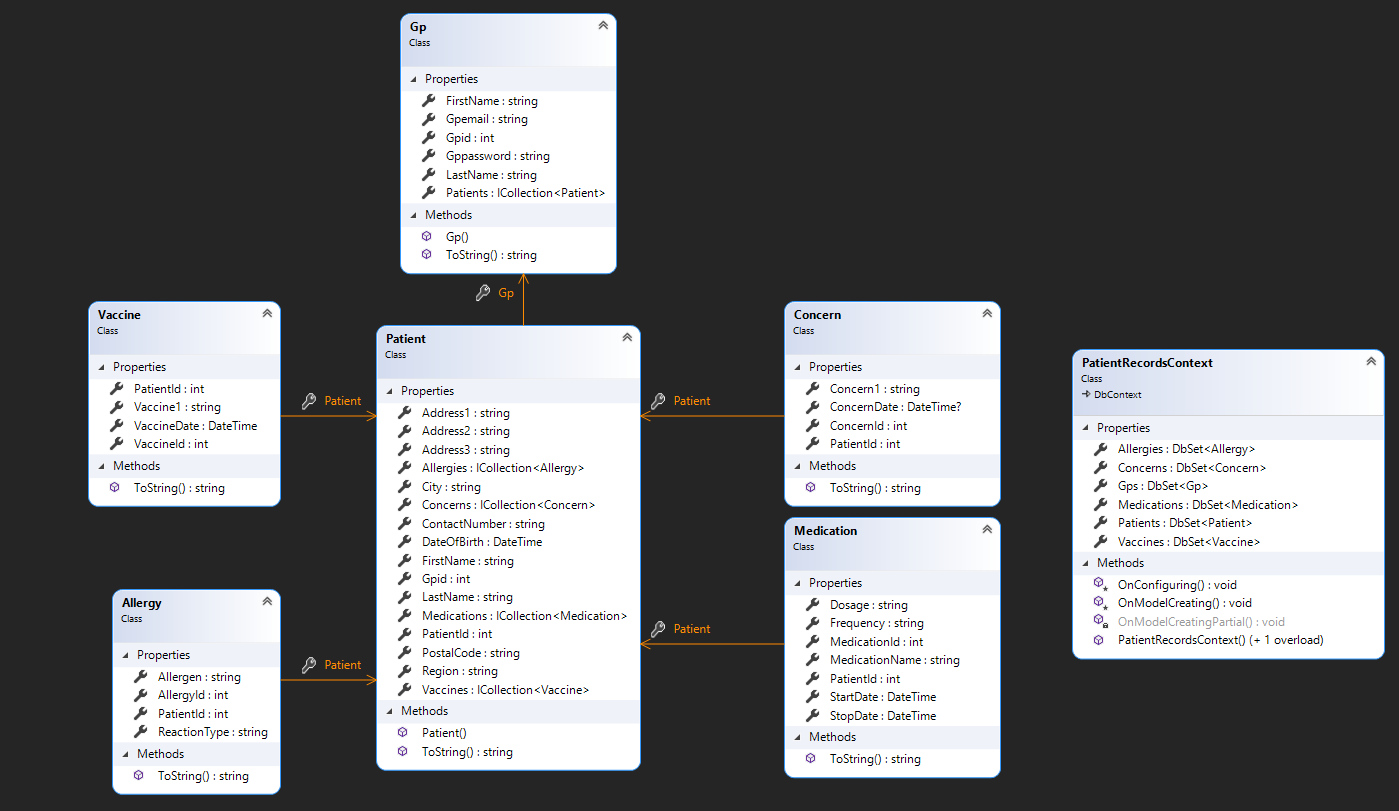 Gp
Class
Properties
FirstName : string
Gpemail : string
Gpid : int
Gppassword : string
LastName : string
Patients : ICollection<Patient>
Methods
Gp()
ToString() : string
Gp
Vaccine
Class
Properties
PatientId : int
Vaccine1 : string
VaccineDate : DateTime
VaccineId : int
Methods
ToString() : string
Patient
Allergy
Class
Properties
Allergen : string
AllergyId : int
PatientId : int
ReactionType : string
Methods
ToString() : string
Patient
Patient
Class
Properties
Address1 : string
Address2 : string
Address3 : string
Allergies : ICollection<Allergy>
City : string
Concerns : ICollection<Concern>
ContactNumber : string
DateOfBirth : DateTime
FirstName : string
Gpid : int
LastName : string
Medications : ICollection<Medication>
PatientId : int
PostalCode : string
Region : string
Vaccines : ICollection<Vaccine>
Methods
Patient()
ToString() : string
Patient
Concern
Class
Properties
Concern1 : string
ConcernDate : DateTime?
ConcernId : int
PatientId : int
Methods
ToString() : string
Patient
Medication
Class
Properties
Dosage : string
Frequency : string
MedicationId : int
MedicationName : string
PatientId : int
StartDate : DateTime
StopDate : DateTime
Methods
ToString() : string
PatientRecordsContext
Class
DbContext
Properties
Allergies : DbSet<Allergy>
Concerns : DbSet<Concern>
Gps : DbSet<Gp>
Medications : DbSet<Medication>
Patients : DbSet<Patient>
Vaccines : DbSet<Vaccine>
Methods
OnConfiguring() : void
OnModelCreating() : void
OnModelCreatingPartial() : void
PatientRecordsContext() (+ 1 overload)